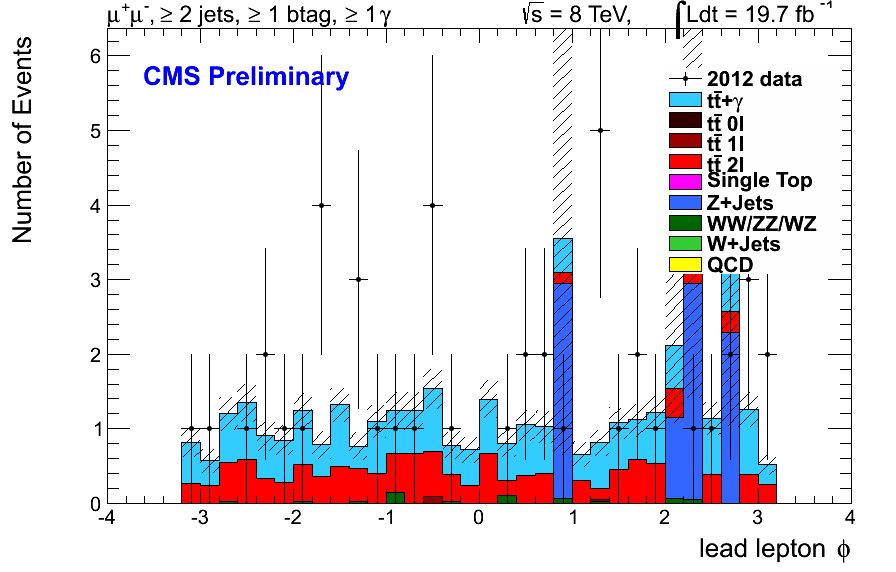 μ⁺μ⁻, ≥ 2 jets, ≥ 1 btag, ≥ 1 γ
√s = 8 TeV, ∫Ldt = 19.7 fb⁻¹
CMS Preliminary
Number of Events
6
5
4
3
2
1
0
2012 data
tt̄+γ
tt̄ 0l
tt̄ 1l
tt̄ 2l
Single Top
Z+Jets
WW/ZZ/WZ
W+Jets
QCD
-4 -3 -2 -1 0 1 2 3 4
lead lepton ϕ